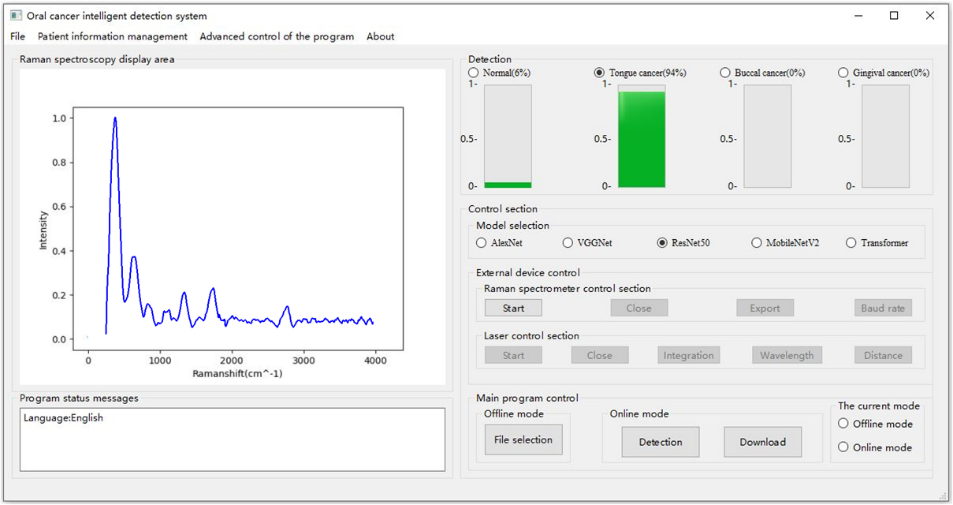 Oral cancer intelligent detection system
File Patient information management Advanced control of the program About
Raman spectroscopy display area
1.0
0.8
0.6
0.4
0.2
0.0
Intensity
0 1000 2000 3000 4000
Ramanshift(cm^-1)
Program status messages
Language:English
Detection
Normal(6%) Tongue cancer(94%) Buccal cancer(0%) Gingival cancer(0%)
1- 1- 1- 1-
0.5- 0.5- 0.5- 0.5-
0- 0- 0- 0-
Control section
Model selection
AlexNet VGGNet ResNet50 MobileNetV2 Transformer
External device control
Raman spectrometer control section
Start Close Export Baud rate
Laser control section
Start Close Integration Wavelength Distance
Main program control
Offline mode
File selection
Online mode
Detection Download
The current mode
Offline mode
Online mode